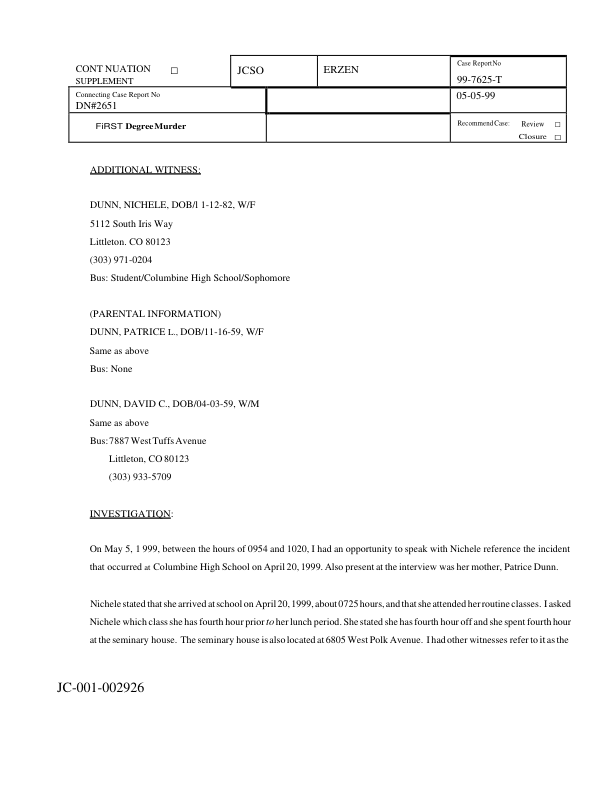 CONT NUATION □ JCSO ERZEN Case Report No
SUPPLEMENT 99-7625-T
Connecting Case Report No 05-05-99
DN#2651
FiRST Degree Murder Recommend Case: Review □
Closure □
ADDITIONAL WITNESS:
DUNN, NICHELE, DOB/l 1-12-82, W/F
5112 South Iris Way
Littleton. CO 80123
(303) 971-0204
Bus: Student/Columbine High School/Sophomore
(PARENTAL INFORMATION)
DUNN, PATRICE L., DOB/11-16-59, W/F
Same as above
Bus: None
DUNN, DAVID C., DOB/04-03-59, W/M
Same as above
Bus: 7887 West Tuffs Avenue
Littleton, CO 80123
(303) 933-5709
INVESTIGATION:
On May 5, 1 999, between the hours of 0954 and 1020, I had an opportunity to speak with Nichele reference the incident
that occurred at Columbine High School on April 20, 1999. Also present at the interview was her mother, Patrice Dunn.
Nichele stated that she arrived at school on April 20, 1999, about 0725 hours, and that she attended her routine classes. I asked
Nichele which class she has fourth hour prior to her lunch period. She stated she has fourth hour off and she spent fourth hour
at the seminary house. The seminary house is also located at 6805 West Polk Avenue. I had other witnesses refer to it as the
JC-001-002926